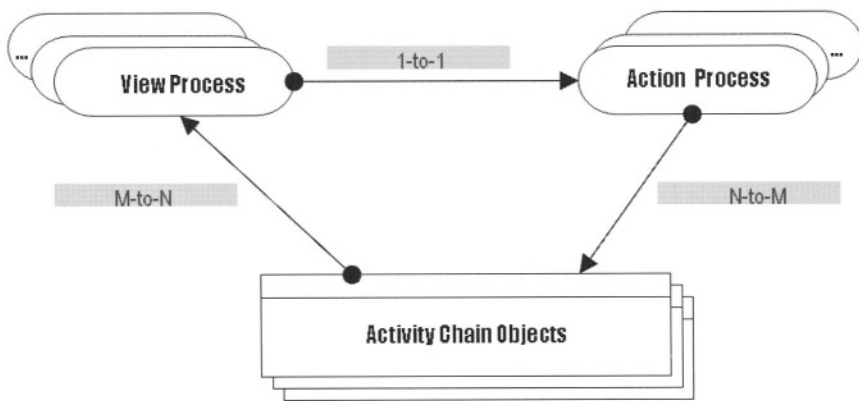 ...
View Process
1-to-1
Action Process
...
M-to-N
N-to-M
Activity Chain Objects